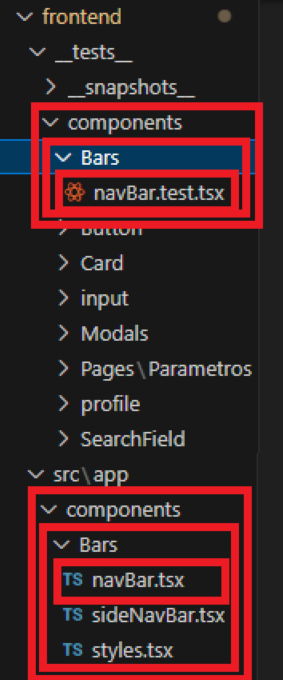 frontend
__tests__
__snapshots__
components
Bars
navBar.test.tsx
Button
Card
input
Modals
Pages\Parametros
profile
SearchField
src\app
components
Bars
TS navBar.tsx
TS sideNavBar.tsx
TS styles.tsx